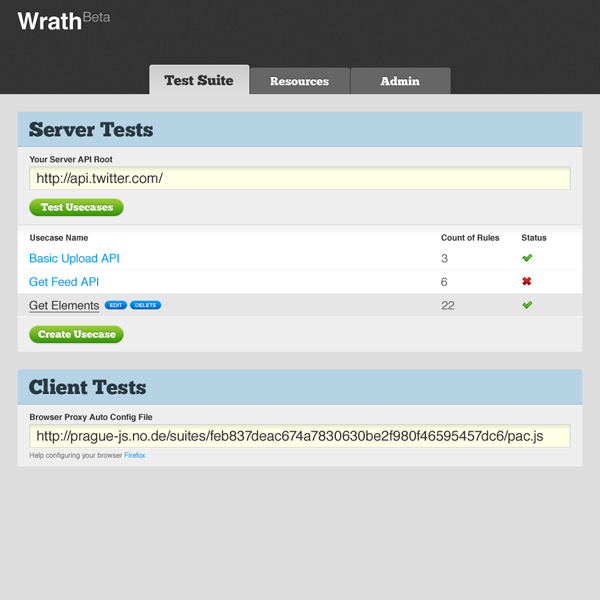 WrathBeta
Test Suite Resources Admin
Server Tests
Your Server API Root
http://api.twitter.com/
Test Usecases
Usecase Name Count of Rules Status
Basic Upload API 3
Get Feed API 6
Get Elements EDIT DELETE 22
Create Usecase
Client Tests
Browser Proxy Auto Config File
http://prague-js.no.de/suites/feb837deac674a7830630be2f980f46595457dc6/pac.js
Help configuring your browser Firefox